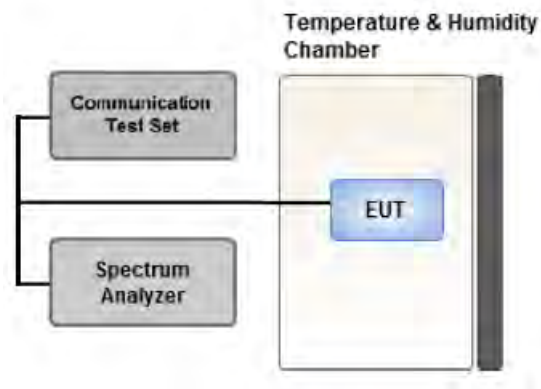 Temperature & Humidity
Chamber
Communication
Test Set
EUT
Spectrum
Analyzer